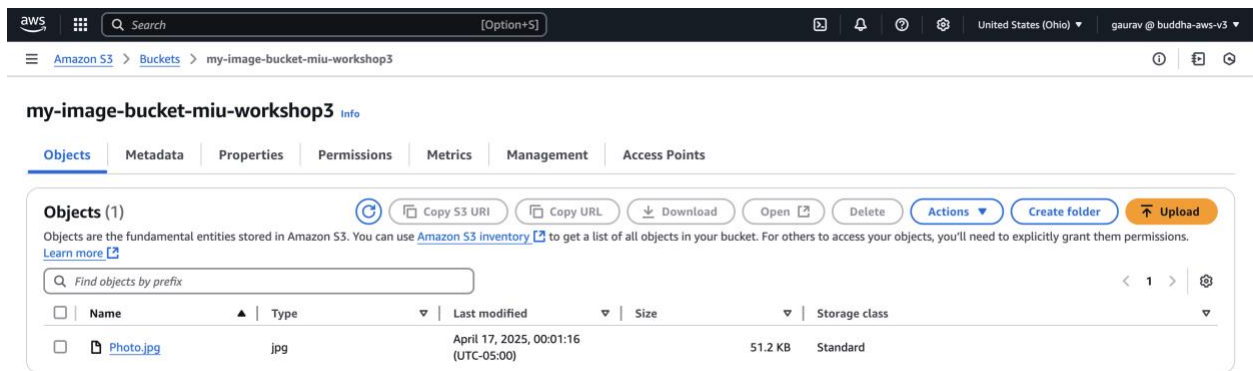 aws Search [Option+S] United States (Ohio) ▼ gaurav @ buddha-aws-v3 ▼
Amazon S3 > Buckets > my-image-bucket-miu-workshop3
my-image-bucket-miu-workshop3 Info
Objects Metadata Properties Permissions Metrics Management Access Points
Objects (1) Copy S3 URI Copy URL Download Open Delete Actions ▼ Create folder Upload
Objects are the fundamental entities stored in Amazon S3. You can use Amazon S3 inventory to get a list of all objects in your bucket. For others to access your objects, you'll need to explicitly grant them permissions.
Learn more
Find objects by prefix < 1 >
Name Type Last modified Size Storage class
Photo.jpg jpg April 17, 2025, 00:01:16 51.2 KB Standard
(UTC-05:00)